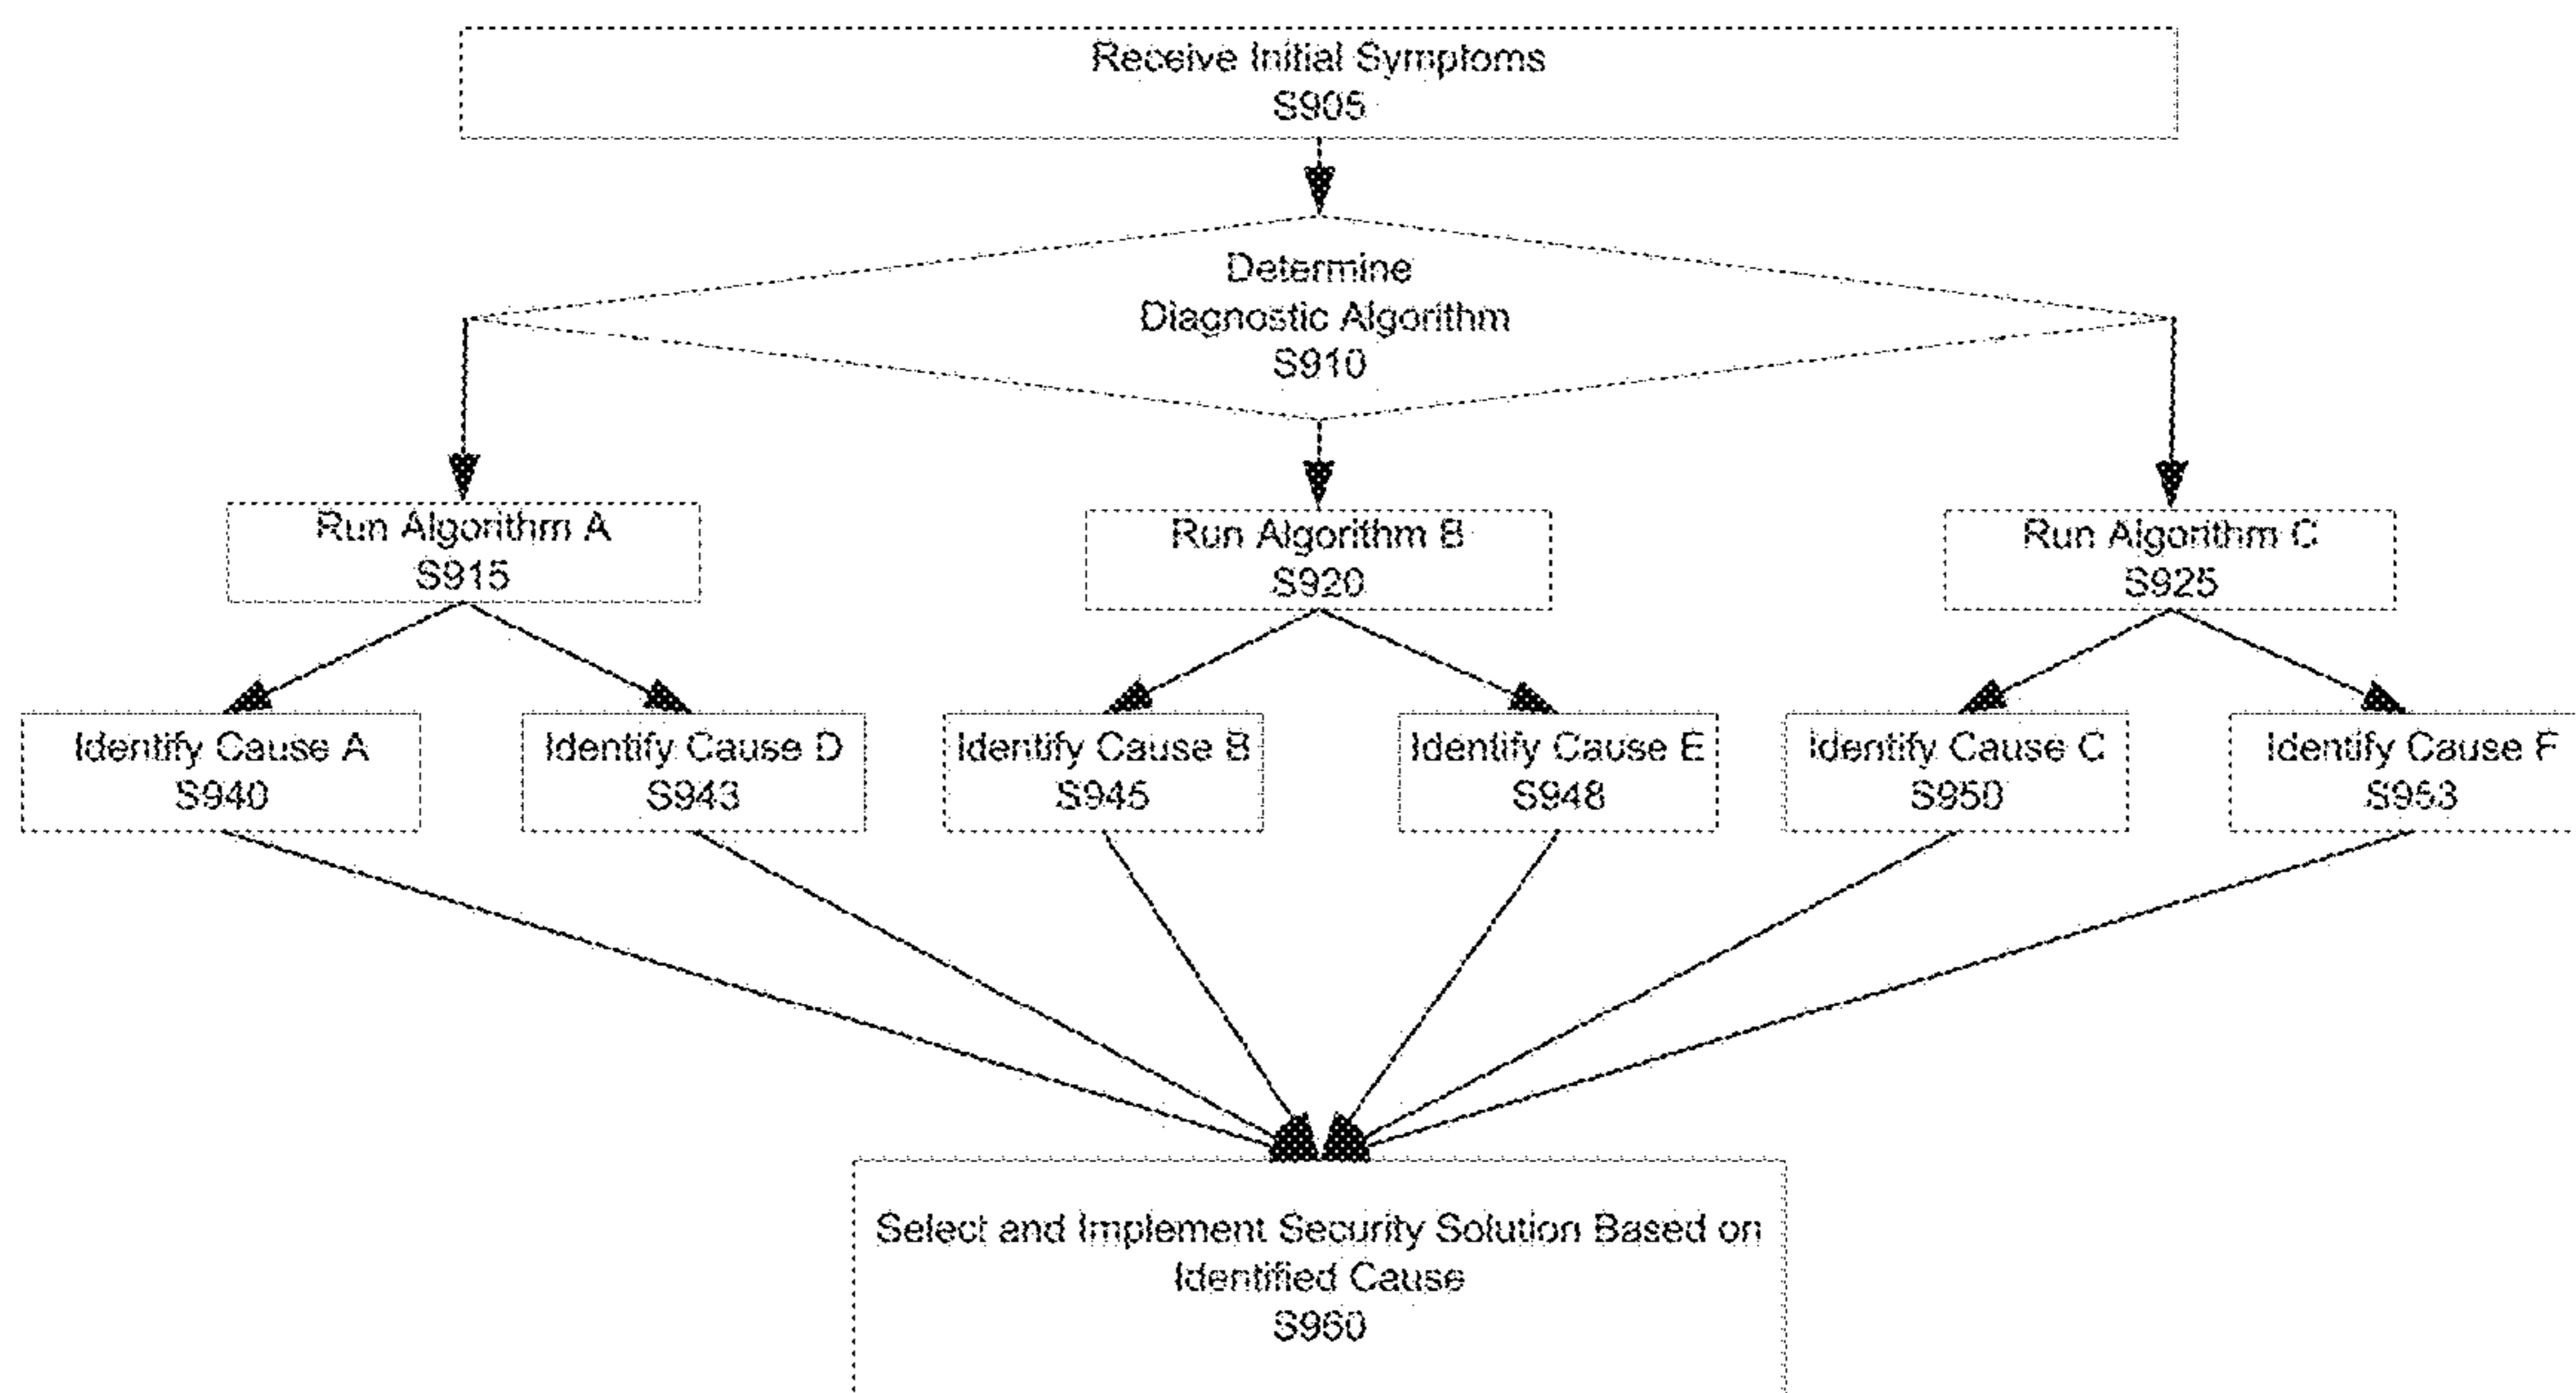 Receive Initial Symptoms
S905
Determine
Diagnostic Algorithm
S910
Run Algorithm A
S915
Run Algorithm B
S920
Run Algorithm C
S925
Identify Cause A
S940
Identify Cause D
S943
Identify Cause B
S945
Identify Cause E
S948
Identify Cause C
S950
Identify Cause F
S953
Select and Implement Security Solution Based on
Identified Cause
S960